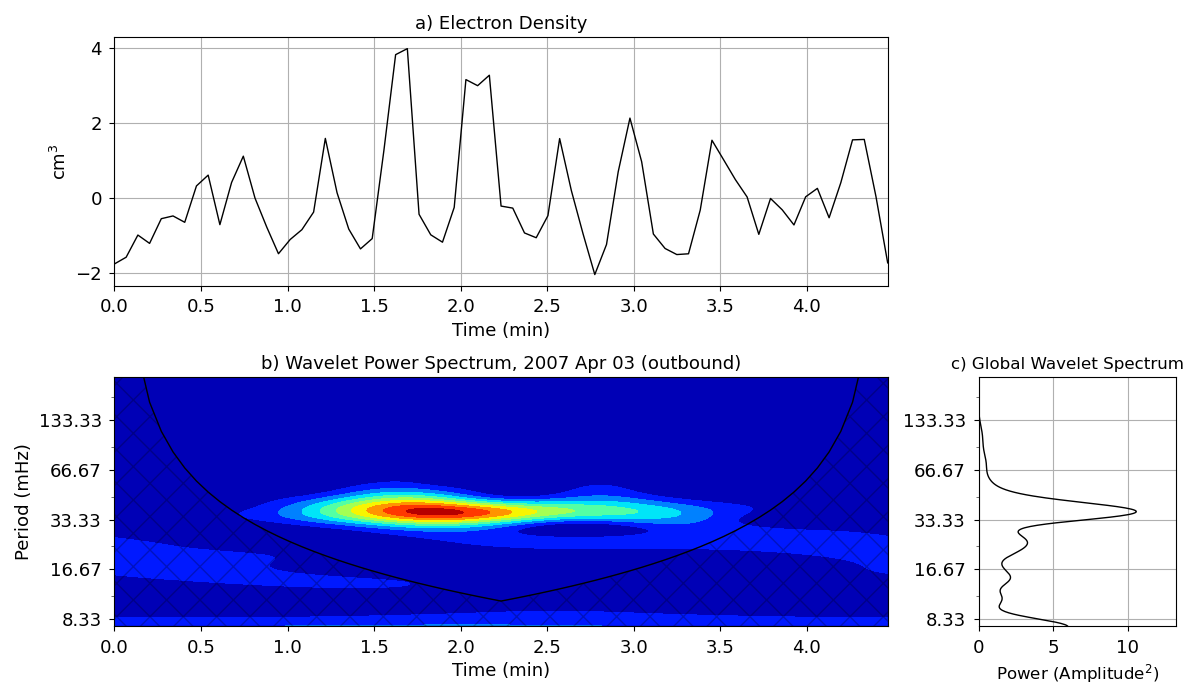 a) Electron Density
cm³
4
2
0
−2
0.0 0.5 1.0 1.5 2.0 2.5 3.0 3.5 4.0
Time (min)
b) Wavelet Power Spectrum, 2007 Apr 03 (outbound)
Period (mHz)
133.33
66.67
33.33
16.67
8.33
0.0 0.5 1.0 1.5 2.0 2.5 3.0 3.5 4.0
Time (min)
c) Global Wavelet Spectrum
133.33
66.67
33.33
16.67
8.33
0 5 10
Power (Amplitude²)